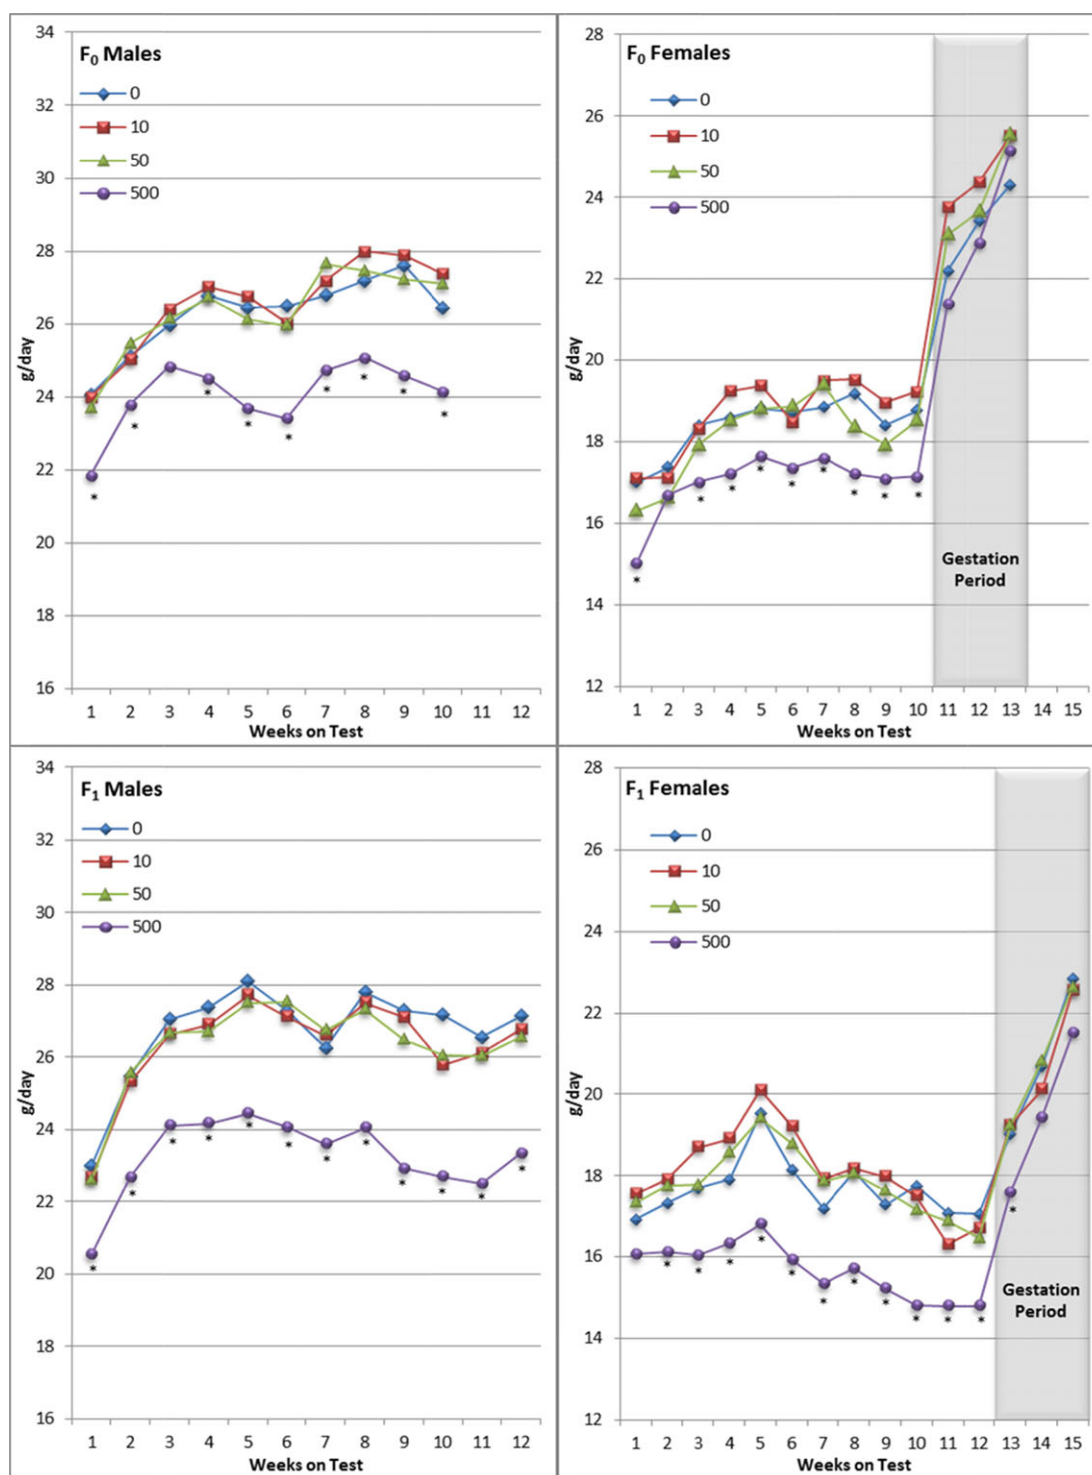 F₀ Males
0
10
50
500
34
32
30
28
26
24
22
20
18
16
g/day
1 2 3 4 5 6 7 8 9 10 11 12
Weeks on Test
* * * * * * * * *
F₀ Females
0
10
50
500
28
26
24
22
20
18
16
14
12
g/day
Gestation
Period
1 2 3 4 5 6 7 8 9 10 11 12 13 14 15
Weeks on Test
* * * * * * * * *
F₁ Males
0
10
50
500
34
32
30
28
26
24
22
20
18
16
g/day
1 2 3 4 5 6 7 8 9 10 11 12
Weeks on Test
* * * * * * * * * * * *
F₁ Females
0
10
50
500
28
26
24
22
20
18
16
14
12
g/day
Gestation
Period
1 2 3 4 5 6 7 8 9 10 11 12 13 14 15
Weeks on Test
* * * * * * * * * * * *